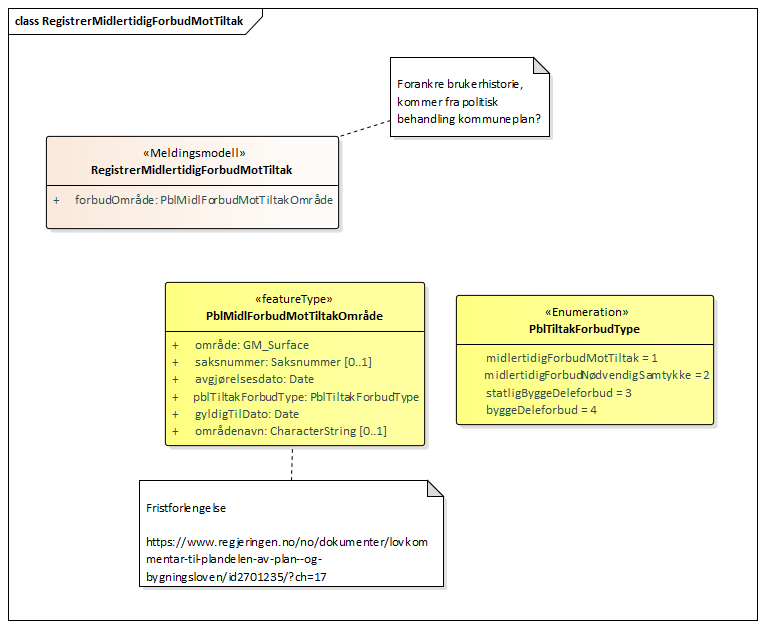 class RegistrerMidlertidigForbudMotTiltak
Forankre brukerhistorie,
kommer fra politisk
behandling kommuneplan?
«Meldingsmodell»
RegistrerMidlertidigForbudMotTiltak
+ forbudOmråde: PblMidlForbudMotTiltakOmråde
«featureType»
PblMidlForbudMotTiltakOmråde
+ område: GM_Surface
+ saksnummer: Saksnummer [0..1]
+ avgjørelsesdato: Date
+ pblTiltakForbudType: PblTiltakForbudType
+ gyldigTilDato: Date
+ områdenavn: CharacterString [0..1]
«Enumeration»
PblTiltakForbudType
midlertidigForbudMotTiltak = 1
midlertidigForbudNødvendigSamtykke = 2
statligByggeDeleforbud = 3
byggeDeleforbud = 4
Fristforlengelse
https://www.regjeringen.no/no/dokumenter/lovkom
mentar-til-plandelen-av-plan--og-
bygningsloven/id2701235/?ch=17